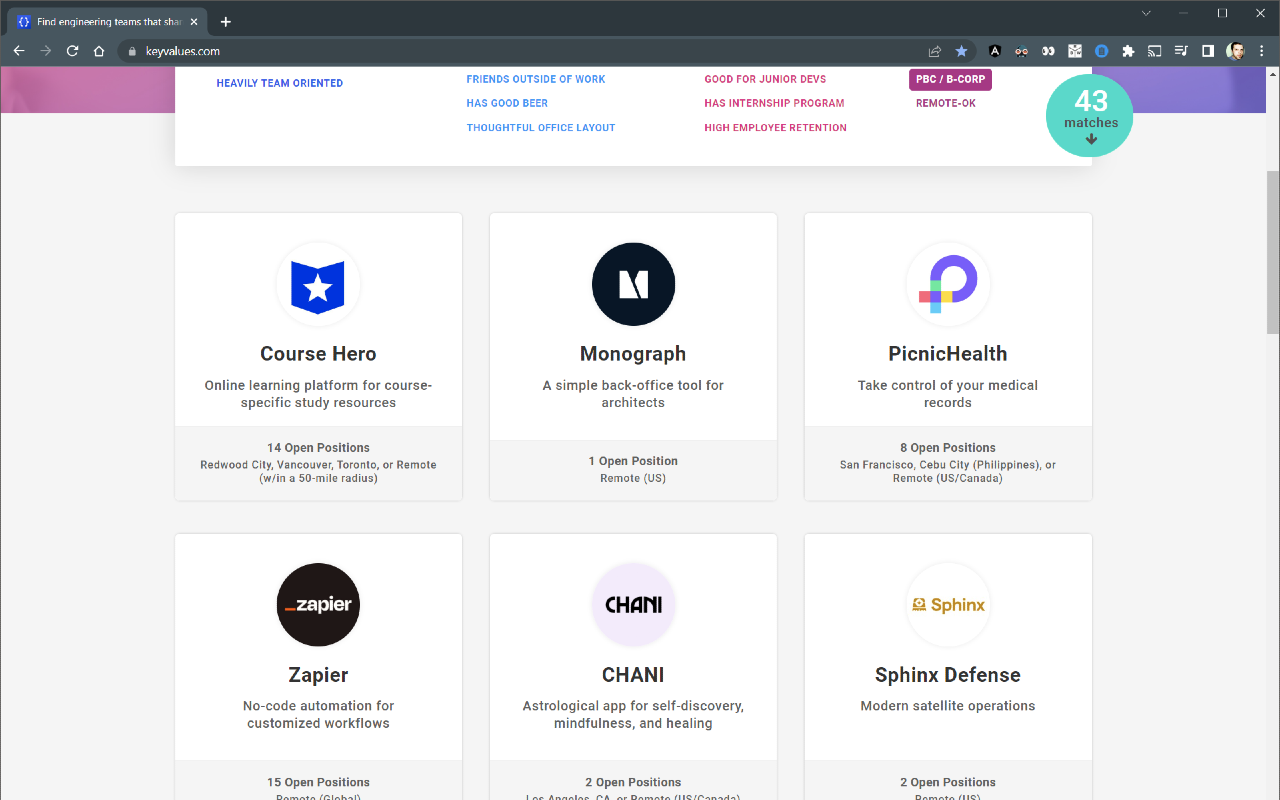 Find engineering teams that sha
keyvalues.com
HEAVILY TEAM ORIENTED
FRIENDS OUTSIDE OF WORK
HAS GOOD BEER
THOUGHTFUL OFFICE LAYOUT
GOOD FOR JUNIOR DEVS
HAS INTERNSHIP PROGRAM
HIGH EMPLOYEE RETENTION
PBC / B-CORP
REMOTE-OK
43
matches
Course Hero
Online learning platform for course-
specific study resources
14 Open Positions
Redwood City, Vancouver, Toronto, or Remote
(w/in a 50-mile radius)
Monograph
A simple back-office tool for
architects
1 Open Position
Remote (US)
PicnicHealth
Take control of your medical
records
8 Open Positions
San Francisco, Cebu City (Philippines), or
Remote (US/Canada)
_zapier
Zapier
No-code automation for
customized workflows
15 Open Positions
Remote (Global)
CHANI
CHANI
Astrological app for self-discovery,
mindfulness, and healing
2 Open Positions
Los Angeles, CA, or Remote (US/Canada)
Sphinx
Sphinx Defense
Modern satellite operations
2 Open Positions
Remote (US)